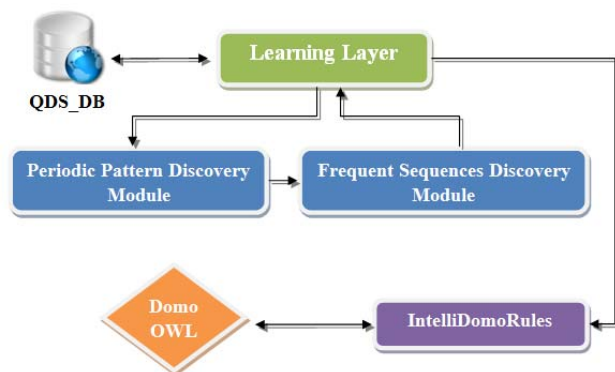 Learning Layer
QDS_DB
Periodic Pattern Discovery
Module
Frequent Sequences Discovery
Module
Domo
OWL
IntelliDomoRules